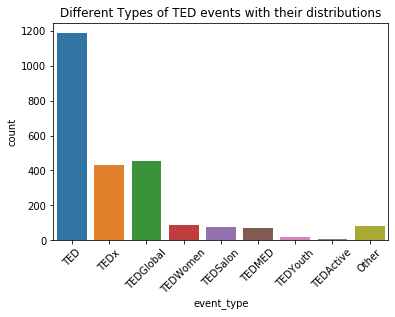 Different Types of TED events with their distributions
1200
1000
800
600
400
200
0
count
TED
TEDx
TEDGlobal
TEDWomen
TEDSalon
TEDMED
TEDYouth
TEDActive
Other
event_type